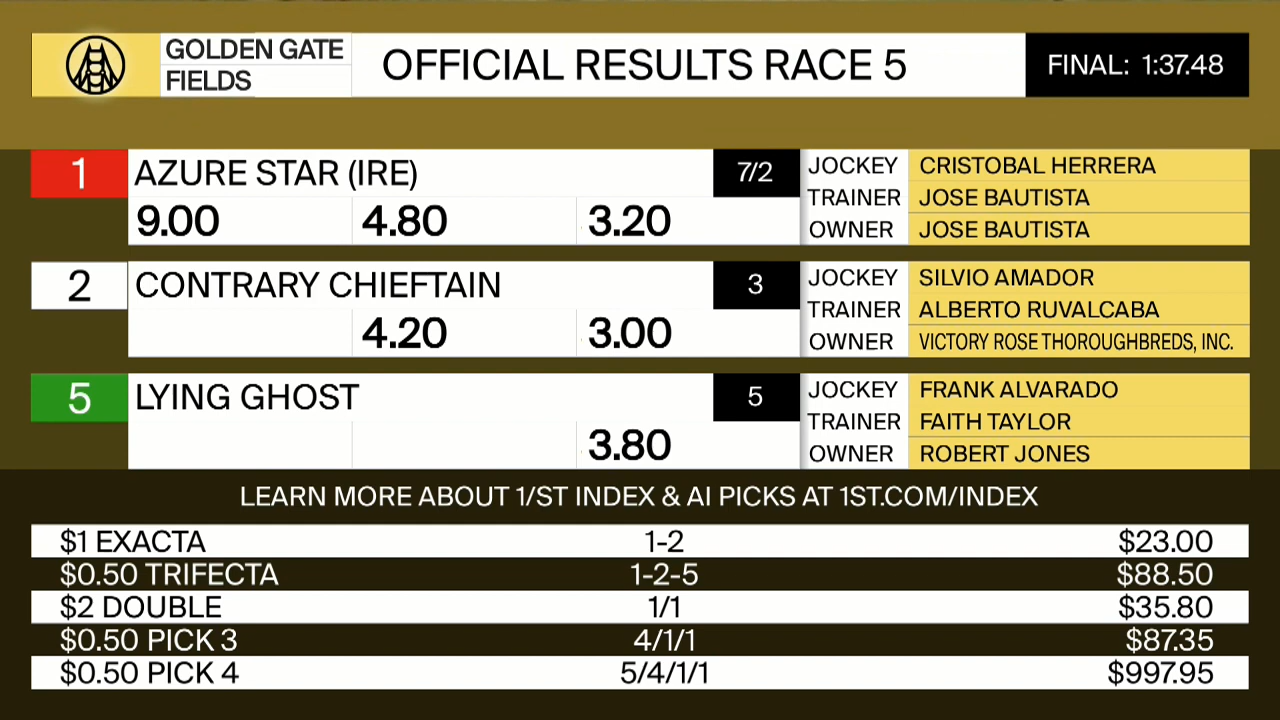 GOLDEN GATE
FIELDS
OFFICIAL RESULTS RACE 5
FINAL: 1:37.48
1 AZURE STAR (IRE) 7/2
9.00 4.80 3.20
JOCKEY CRISTOBAL HERRERA
TRAINER JOSE BAUTISTA
OWNER JOSE BAUTISTA
2 CONTRARY CHIEFTAIN 3
4.20 3.00
JOCKEY SILVIO AMADOR
TRAINER ALBERTO RUVALCABA
OWNER VICTORY ROSE THOROUGHBREDS, INC.
5 LYING GHOST 5
3.80
JOCKEY FRANK ALVARADO
TRAINER FAITH TAYLOR
OWNER ROBERT JONES
LEARN MORE ABOUT 1/ST INDEX & AI PICKS AT 1ST.COM/INDEX
$1 EXACTA 1-2 $23.00
$0.50 TRIFECTA 1-2-5 $88.50
$2 DOUBLE 1/1 $35.80
$0.50 PICK 3 4/1/1 $87.35
$0.50 PICK 4 5/4/1/1 $997.95